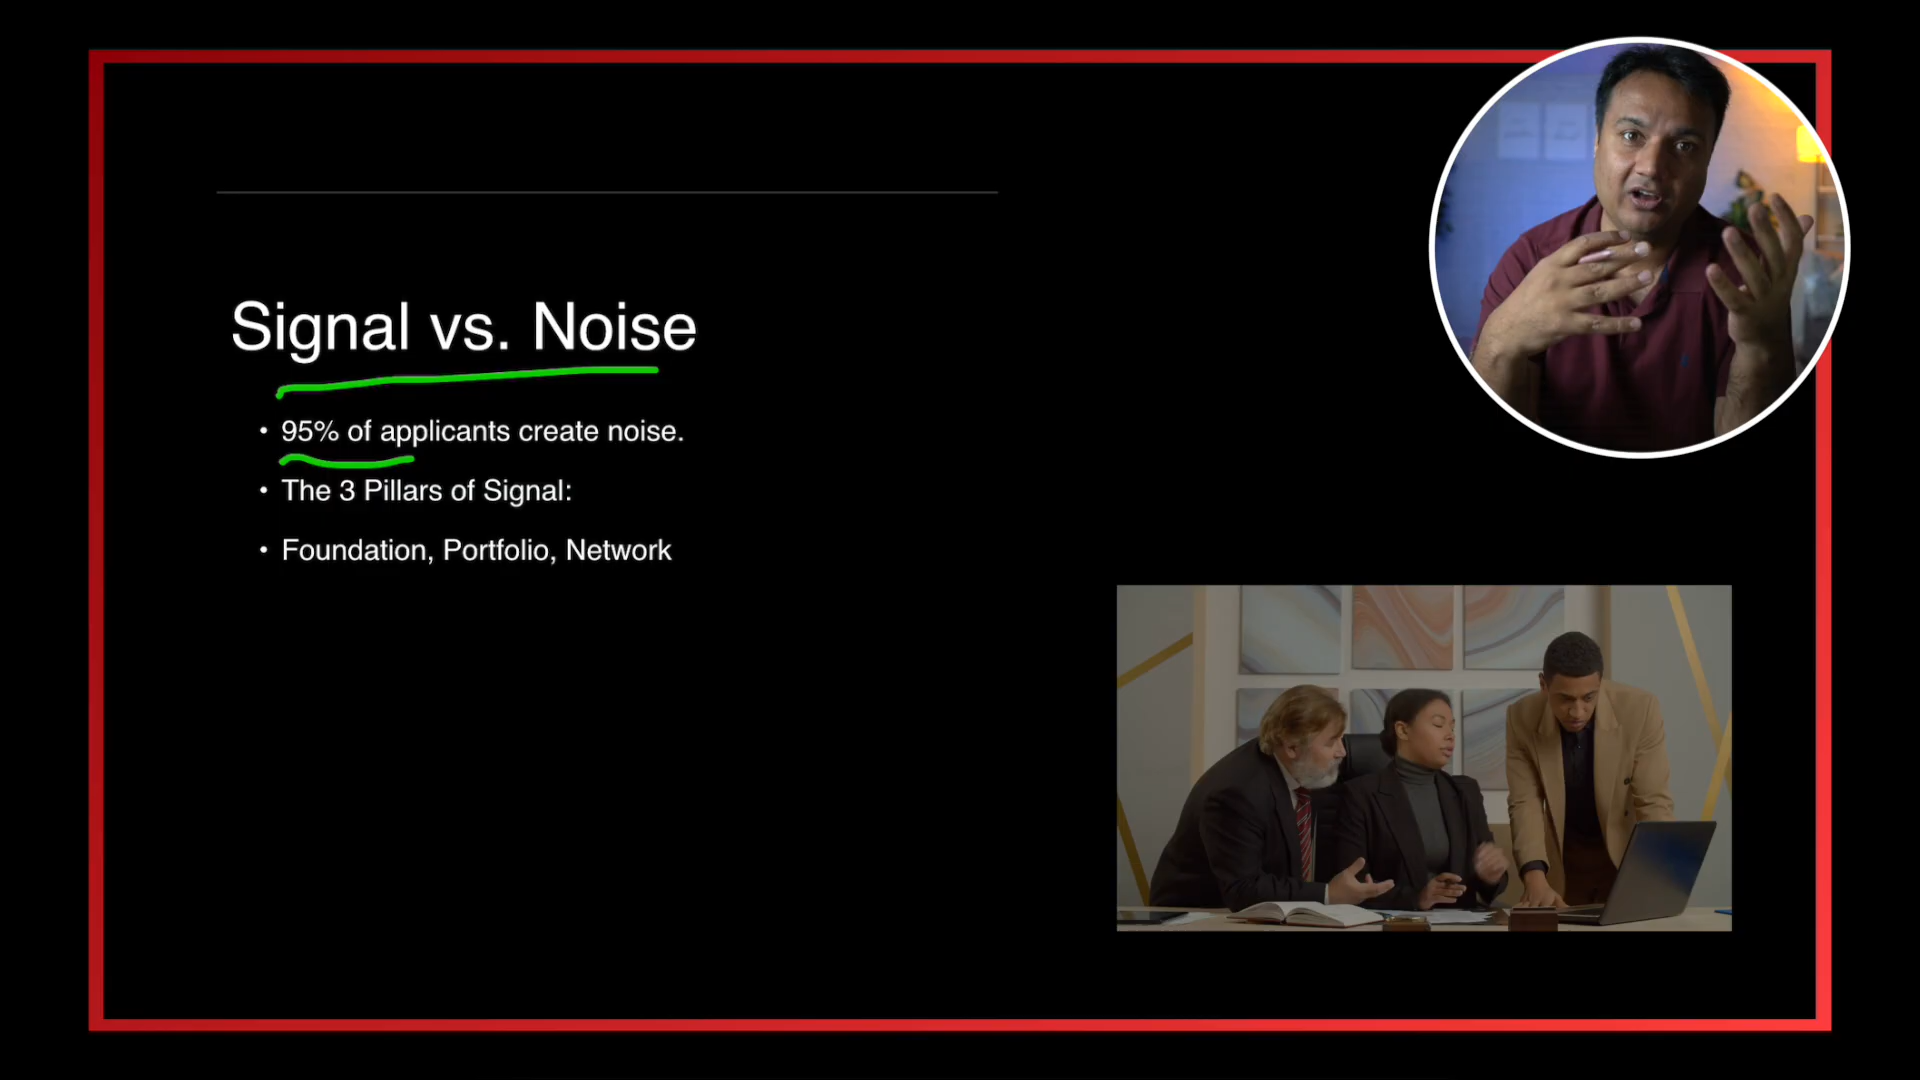 Signal vs. Noise
• 95% of applicants create noise.
• The 3 Pillars of Signal:
• Foundation, Portfolio, Network